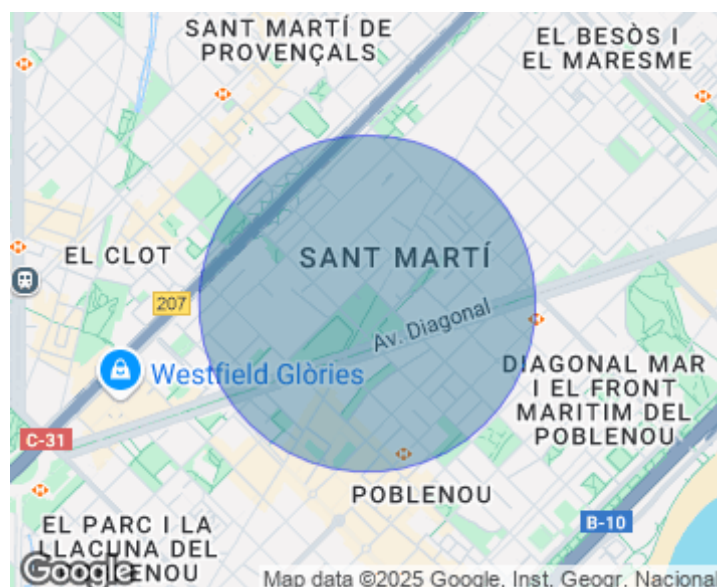 SANT MARTÍ DE
PROVENÇALS
EL BESÒS I
EL MARESME
EL CLOT
SANT MARTÍ
207
Av. Diagonal
Westfield Glòries
DIAGONAL MAR
I EL FRONT
MARITIM DEL
POBLENOU
C-31
POBLENOU
B-10
EL PARC I LA
LLACUNA DEL
POBLENOU
Google
Map data ©2025 Google, Inst. Geogr. Nacional